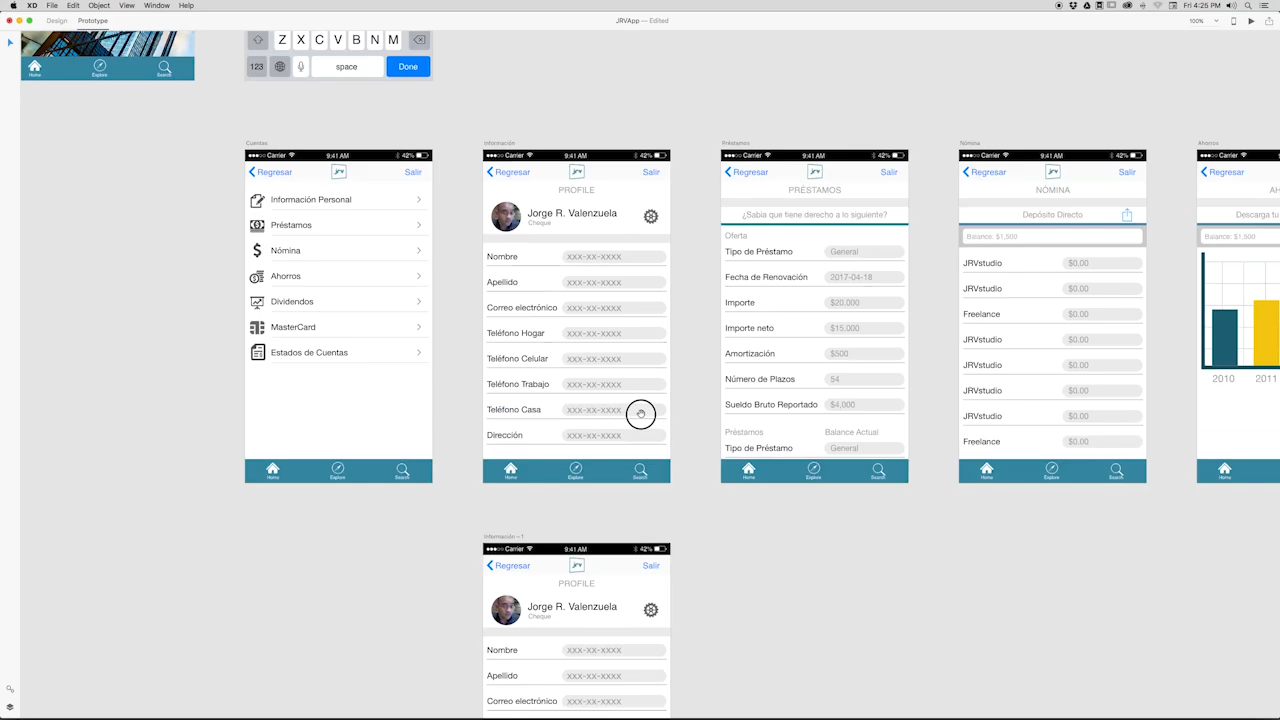 XD File Edit Object View Window Help
Fri 4:25 PM
Design Prototype
JRVApp — Edited
100%
Home Explore Search
Z X C V B N M
123 space Done
Cuentas
Carrier 9:41 AM 42%
Regresar Salir
Información Personal
Préstamos
Nómina
Ahorros
Dividendos
MasterCard
Estados de Cuentas
Home Explore Search
Información
Carrier 9:41 AM 42%
Regresar Salir
PROFILE
Jorge R. Valenzuela
Cheque
Nombre XXX-XX-XXXX
Apellido XXX-XX-XXXX
Correo electrónico XXX-XX-XXXX
Teléfono Hogar XXX-XX-XXXX
Teléfono Celular XXX-XX-XXXX
Teléfono Trabajo XXX-XX-XXXX
Teléfono Casa XXX-XX-XXXX
Dirección XXX-XX-XXXX
Home Explore Search
Préstamos
Carrier 9:41 AM 42%
Regresar Salir
PRÉSTAMOS
¿Sabia que tiene derecho a lo siguiente?
Oferta
Tipo de Préstamo General
Fecha de Renovación 2017-04-18
Importe $20,000
Importe neto $15,000
Amortización $500
Número de Plazos 54
Sueldo Bruto Reportado $4,000
Préstamos Balance Actual
Tipo de Préstamo General
Home Explore Search
Nómina
Carrier 9:41 AM 42%
Regresar Salir
NÓMINA
Depósito Directo
Balance: $1,500
JRVstudio $0.00
JRVstudio $0.00
Freelance $0.00
JRVstudio $0.00
JRVstudio $0.00
JRVstudio $0.00
JRVstudio $0.00
Freelance $0.00
Home Explore Search
Ahorros
Carrier 9:41 AM
Regresar
AH
Descarga tu
Balance: $1,500
2010 2011
Home
Información – 1
Carrier 9:41 AM 42%
Regresar Salir
PROFILE
Jorge R. Valenzuela
Cheque
Nombre XXX-XX-XXXX
Apellido XXX-XX-XXXX
Correo electrónico XXX-XX-XXXX